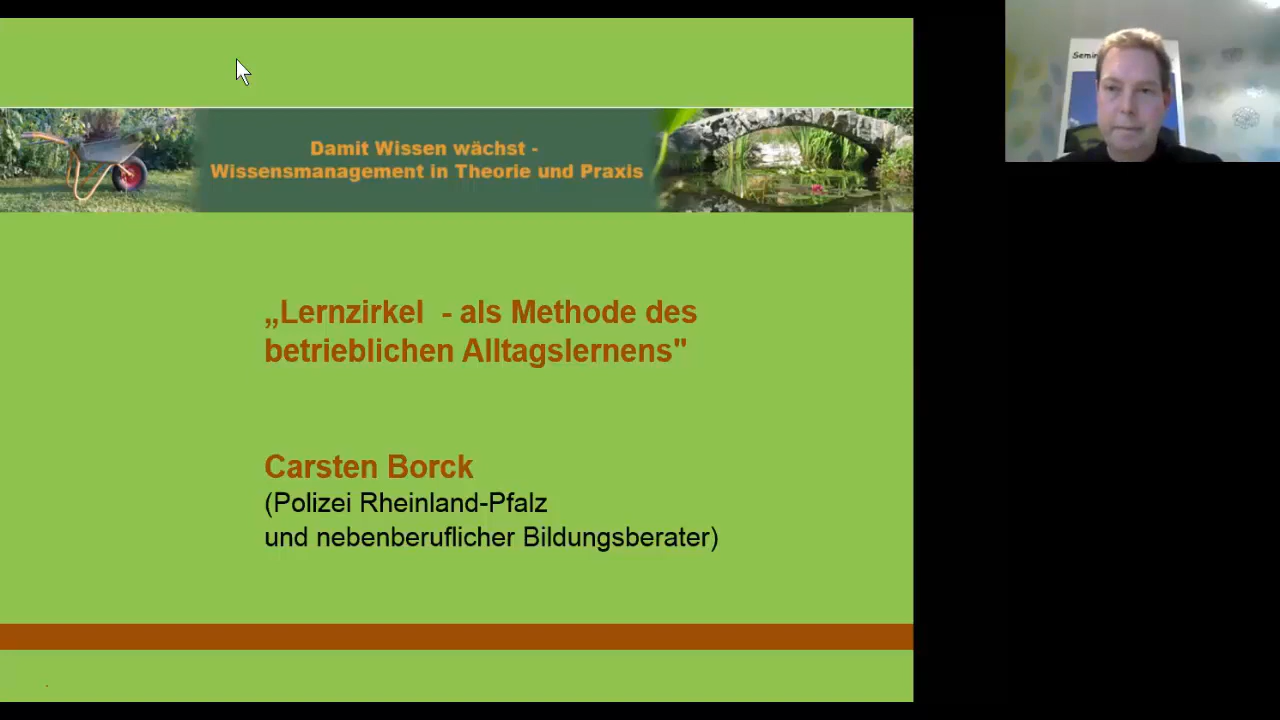 Damit Wissen wächst -
Wissensmanagement in Theorie und Praxis
„Lernzirkel - als Methode des
betrieblichen Alltagslernens"
Carsten Borck
(Polizei Rheinland-Pfalz
und nebenberuflicher Bildungsberater)